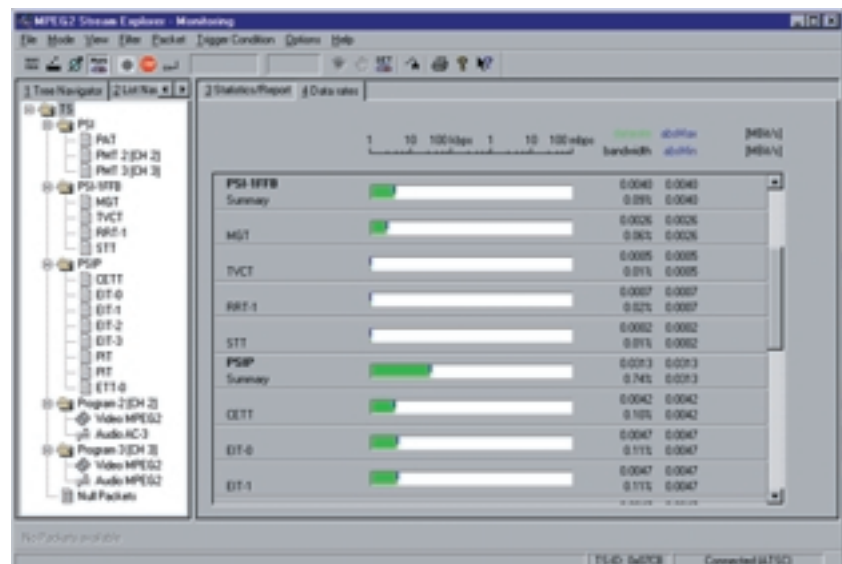 MPEG2 Stream Explorer - Monitoring
File Mode View Filter Packet Trigger Condition Options Help
1 Tree Navigator 2 List Nav
3 Statistics/Report 4 Data rates
TS
PSI
PAT
PMT 2 [CH 2]
PMT 3 [CH 3]
PSI-1FFB
MGT
TVCT
RRT-1
STT
PSIP
CETT
EIT-0
EIT-1
EIT-2
EIT-3
PIT
PIT
ETT-0
Program 2 [CH 2]
Video MPEG2
Audio AC-3
Program 3 [CH 3]
Video MPEG2
Audio MPEG2
Null Packets
1 10 100 kbps 1 10 100 mbps
absMax [MBit/s]
bandwidth absMin [MBit/s]
PSI-1FFB 0.0040 0.0040
Summary 0.09% 0.0040
0.0026 0.0026
MGT 0.06% 0.0026
0.0005 0.0005
TVCT 0.01% 0.0005
0.0007 0.0007
RRT-1 0.02% 0.0007
0.0002 0.0002
STT 0.01% 0.0002
PSIP 0.0313 0.0313
Summary 0.74% 0.0313
0.0042 0.0042
CETT 0.10% 0.0042
0.0047 0.0047
EIT-0 0.11% 0.0047
0.0047 0.0047
EIT-1 0.11% 0.0047
No Packets available
TS-ID: Connected (ATSC)